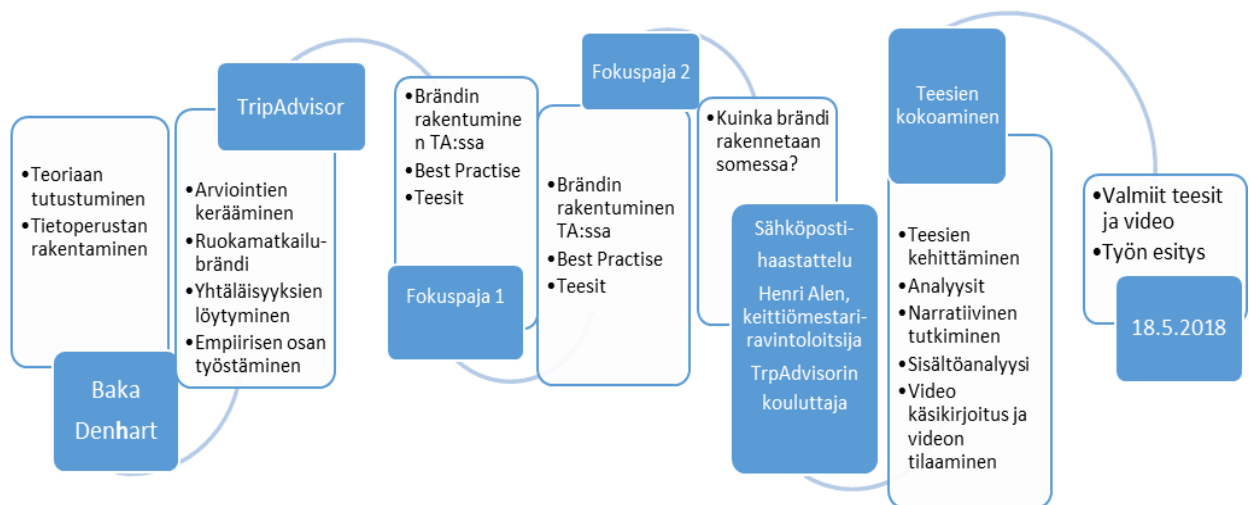 •Teoriaan
tutustuminen
•Tietoperustan
rakentaminen
Baka
Denhart
TripAdvisor
•Arviointien
kerääminen
•Ruokamatkailu-
brändi
•Yhtäläisyyksien
löytyminen
•Empiirisen osan
työstäminen
•Brändin
rakentumine
n TA:ssa
•Best Practise
•Teesit
Fokuspaja 1
Fokuspaja 2
•Brändin
rakentuminen
TA:ssa
•Best Practise
•Teesit
•Kuinka brändi
rakennetaan
somessa?
Sähköposti-
haastattelu
Henri Alen,
keittiömestari-
ravintoloitsija
TrpAdvisorin
kouluttaja
Teesien
kokoaminen
•Teesien
kehittäminen
•Analyysit
•Narratiivinen
tutkiminen
•Sisältöanalyysi
•Video
käsikirjoitus ja
videon
tilaaminen
•Valmiit teesit
ja video
•Työn esitys
18.5.2018